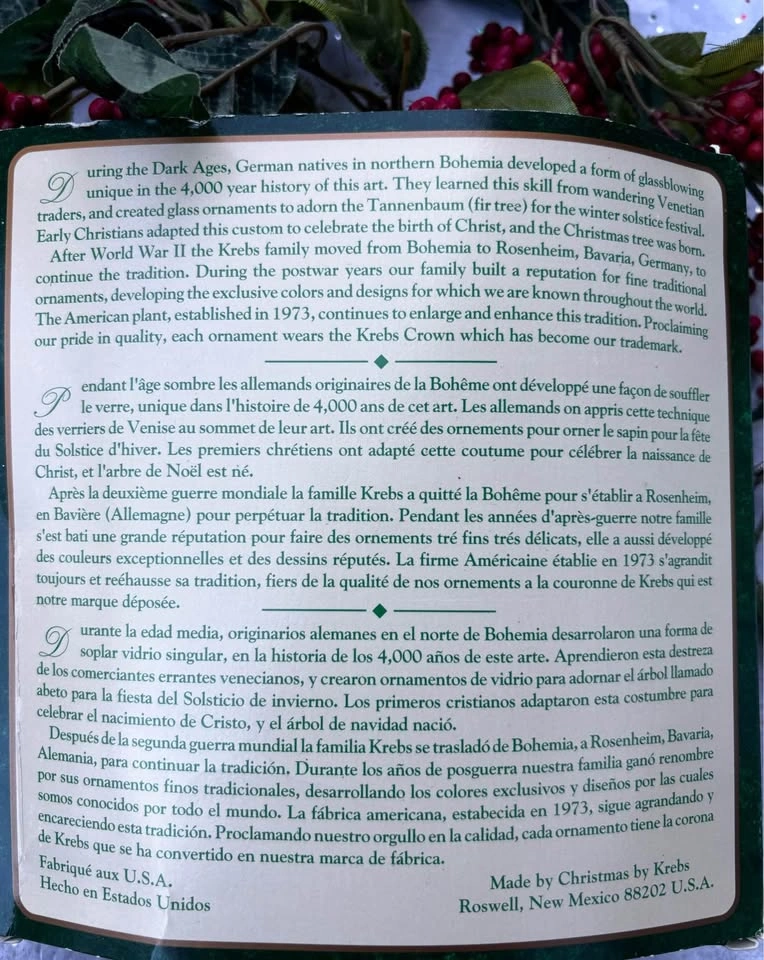 During the Dark Ages, German natives in northern Bohemia developed a form of glassblowing
unique in the 4,000 year history of this art. They learned this skill from wandering Venetian
traders, and created glass ornaments to adorn the Tannenbaum (fir tree) for the winter solstice festival.
Early Christians adapted this custom to celebrate the birth of Christ, and the Christmas tree was born.
After World War II the Krebs family moved from Bohemia to Rosenheim, Bavaria, Germany, to
continue the tradition. During the postwar years our family built a reputation for fine traditional
ornaments, developing the exclusive colors and designs for which we are known throughout the world.
The American plant, established in 1973, continues to enlarge and enhance this tradition. Proclaiming
our pride in quality, each ornament wears the Krebs Crown which has become our trademark.
Pendant l'âge sombre les allemands originaires de la Bohême ont développé une façon de souffler
le verre, unique dans l'histoire de 4,000 ans de cet art. Les allemands on appris cette technique
des verriers de Venise au sommet de leur art. Ils ont créé des ornements pour orner le sapin pour la fête
du Solstice d'hiver. Les premiers chrétiens ont adapté cette coutume pour célébrer la naissance de
Christ, et l'arbre de Noël est né.
Après la deuxième guerre mondiale la famille Krebs a quitté la Bohême pour s'établir a Rosenheim,
en Bavière (Allemagne) pour perpétuar la tradition. Pendant les années d'après-guerre notre famille
s'est bati une grande réputation pour faire des ornements tré fins trés délicats, elle a aussi développé
des couleurs exceptionnelles et des dessins réputés. La firme Américaine établie en 1973 s'agrandit
toujours et reéhausse sa tradition, fiers de la qualité de nos ornements a la couronne de Krebs qui est
notre marque déposée.
Durante la edad media, originarios alemanes en el norte de Bohemia desarrolaron una forma de
soplar vidrio singular, en la historia de los 4,000 años de este arte. Aprendieron esta destreza
de los comerciantes errantes venecianos, y crearon ornamentos de vidrio para adornar el árbol llamado
abeto para la fiesta del Solsticio de invierno. Los primeros cristianos adaptaron esta costumbre para
celebrar el nacimiento de Cristo, y el árbol de navidad nació.
Después de la segunda guerra mundial la familia Krebs se trasladó de Bohemia, a Rosenheim, Bavaria,
Alemania, para continuar la tradición. Durante los años de posguerra nuestra familia ganó renombre
por sus ornamentos finos tradicionales, desarrollando los colores exclusivos y diseños por las cuales
somos conocidos por todo el mundo. La fábrica americana, estabecida en 1973, sigue agrandando y
encareciendo esta tradición. Proclamando nuestro orgullo en la calidad, cada ornamento tiene la corona
de Krebs que se ha convertido en nuestra marca de fábrica.
Fabriqué aux U.S.A.
Hecho en Estados Unidos
Made by Christmas by Krebs
Roswell, New Mexico 88202 U.S.A.